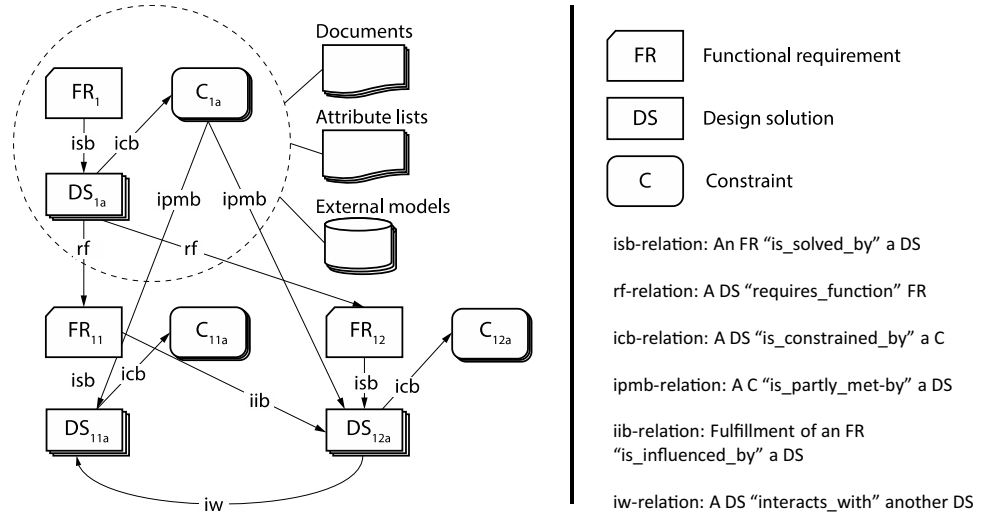 Documents
FR1
C1a
isb
icb
Attribute lists
DS1a
ipmb
ipmb
External models
rf
rf
FR11
C11a
FR12
C12a
isb
icb
isb
icb
iib
DS11a
DS12a
iw
FR
Functional requirement
DS
Design solution
C
Constraint
isb-relation: An FR “is_solved_by” a DS
rf-relation: A DS “requires_function” FR
icb-relation: A DS “is_constrained_by” a C
ipmb-relation: A C “is_partly_met-by” a DS
iib-relation: Fulfillment of an FR
“is_influenced_by” a DS
iw-relation: A DS “interacts_with” another DS